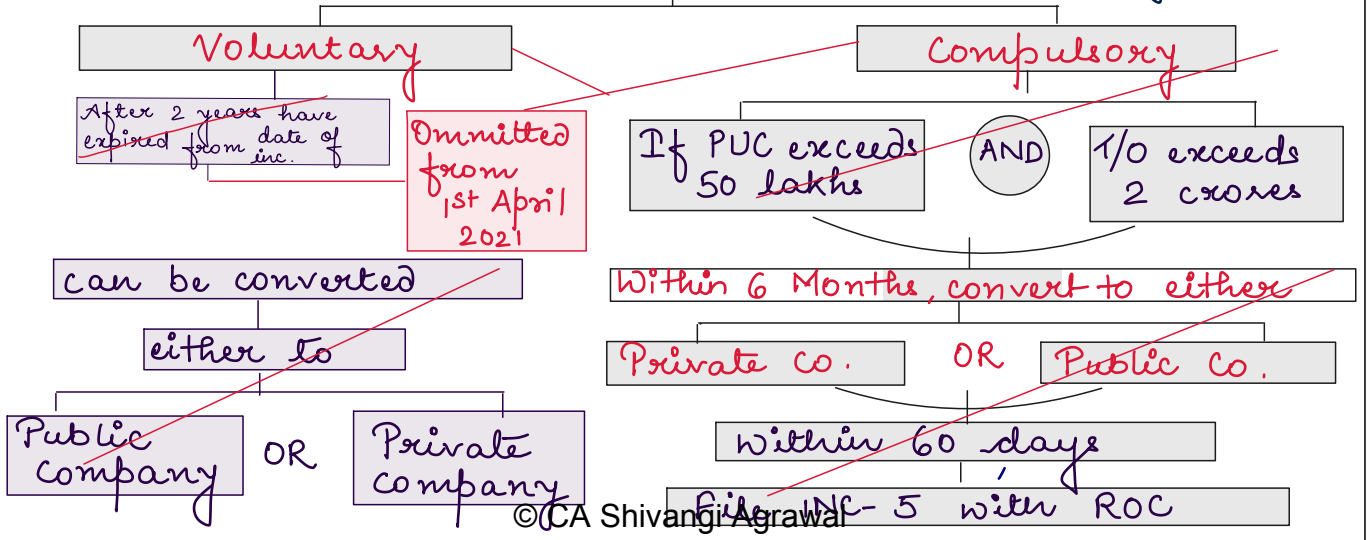 Voluntary
After 2 years have
expired from date of
inc.
Ommitted
from
1st April
2021
can be converted
either to
Public
company
OR
Private
company
Compulsory
If PUC exceeds
50 lakhs
AND
T/O exceeds
2 crores
Within 6 Months, convert to either
Private Co.
OR
Public Co.
Within 60 days
File INC-5 with ROC
© CA Shivangi Agrawal